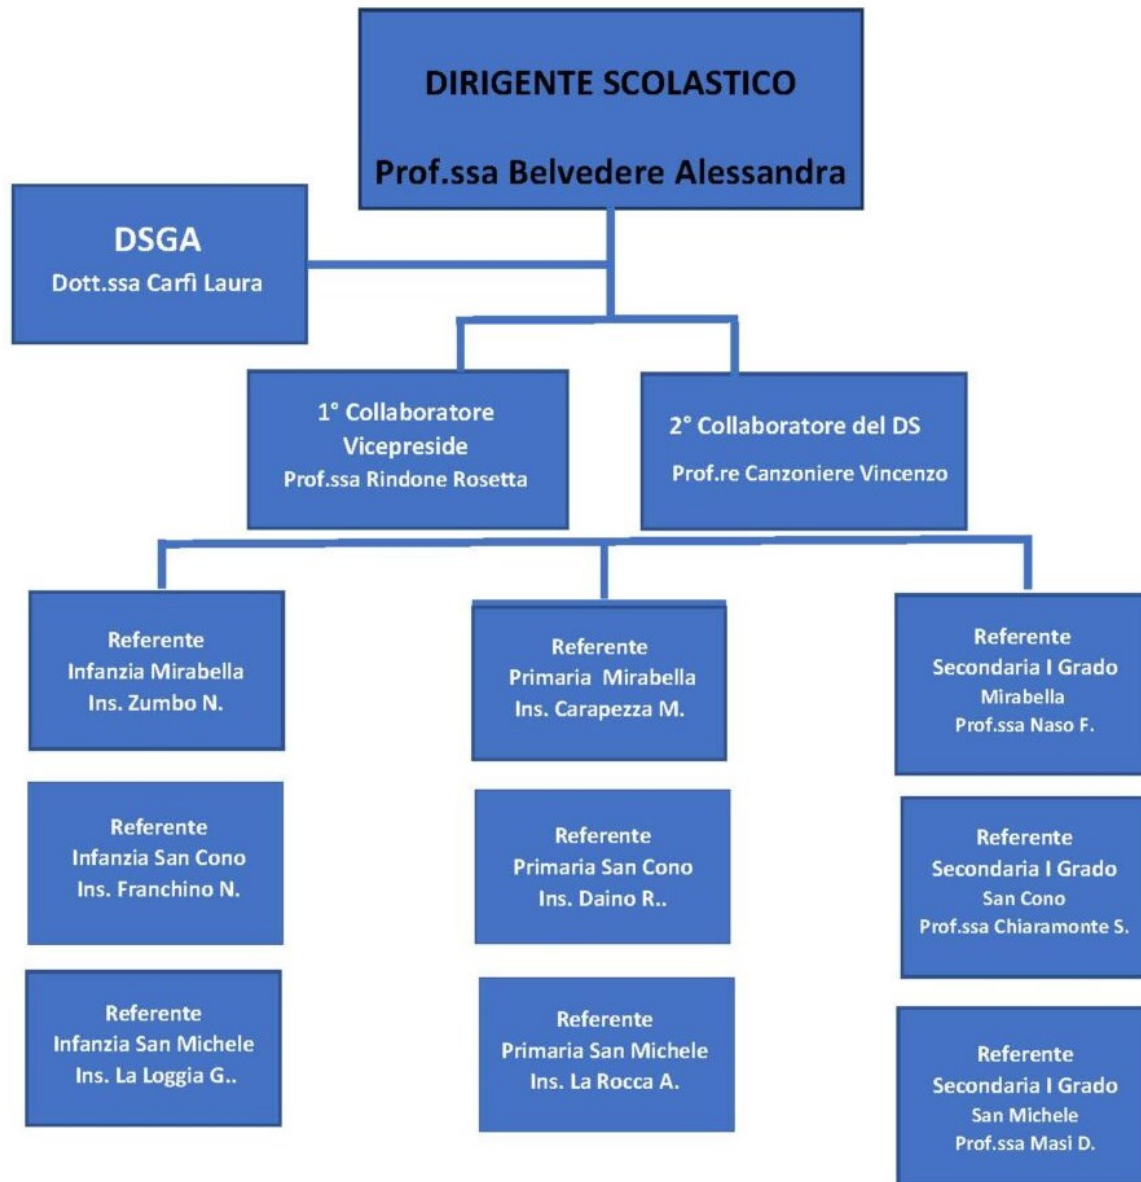 DIRIGENTE SCOLASTICO
Prof.ssa Belvedere Alessandra
DSGA
Dott.ssa Carfì Laura
1° Collaboratore
Vicepreside
Prof.ssa Rindone Rosetta
2° Collaboratore del DS
Prof.re Canzoniere Vincenzo
Referente
Infanzia Mirabella
Ins. Zumbo N.
Referente
Primaria Mirabella
Ins. Carapezza M.
Referente
Secondaria I Grado
Mirabella
Prof.ssa Naso F.
Referente
Infanzia San Cono
Ins. Franchino N.
Referente
Primaria San Cono
Ins. Daino R..
Referente
Secondaria I Grado
San Cono
Prof.ssa Chiaramonte S.
Referente
Infanzia San Michele
Ins. La Loggia G..
Referente
Primaria San Michele
Ins. La Rocca A.
Referente
Secondaria I Grado
San Michele
Prof.ssa Masi D.